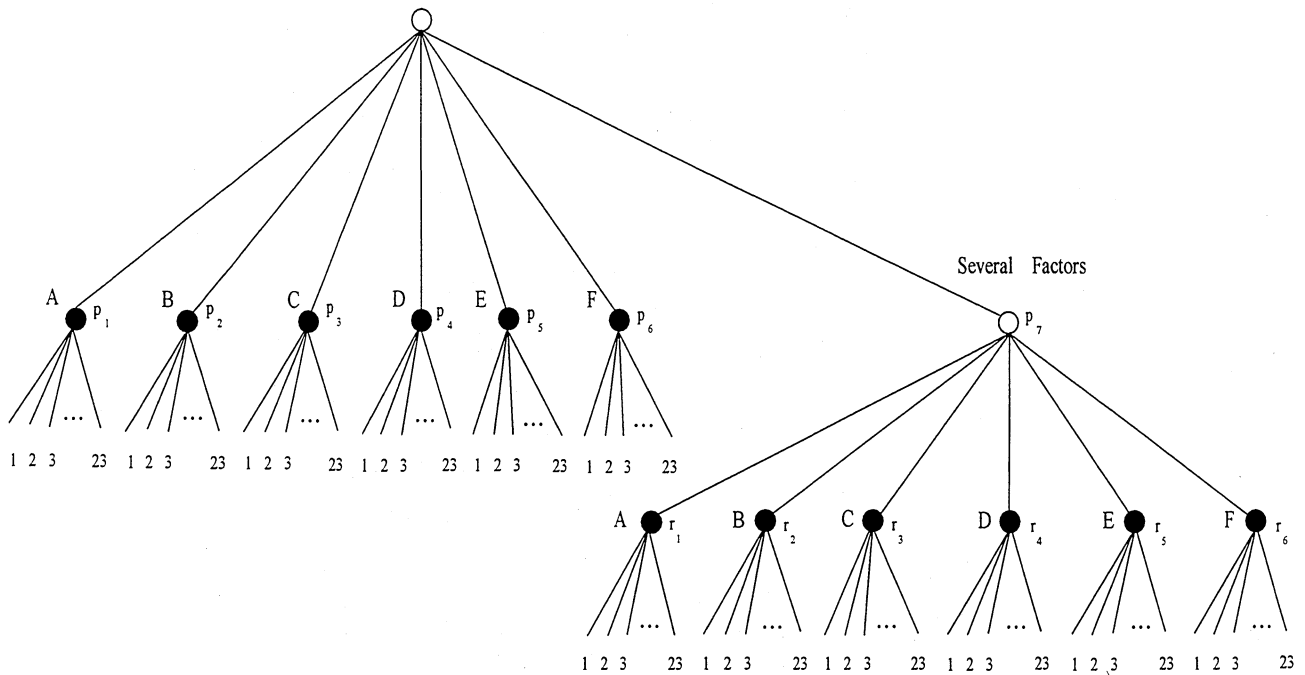 Several Factors
A p₁ B p₂ C p₃ D p₄ E p₅ F p₆ p₇
... ... ... ... ... ...
1 2 3 23 1 2 3 23 1 2 3 23 1 2 3 23 1 2 3 23 1 2 3 23
A r₁ B r₂ C r₃ D r₄ E r₅ F r₆
... ... ... ... ... ...
1 2 3 23 1 2 3 23 1 2 3 23 1 2 3 23 1 2 3 23 1 2 3 23